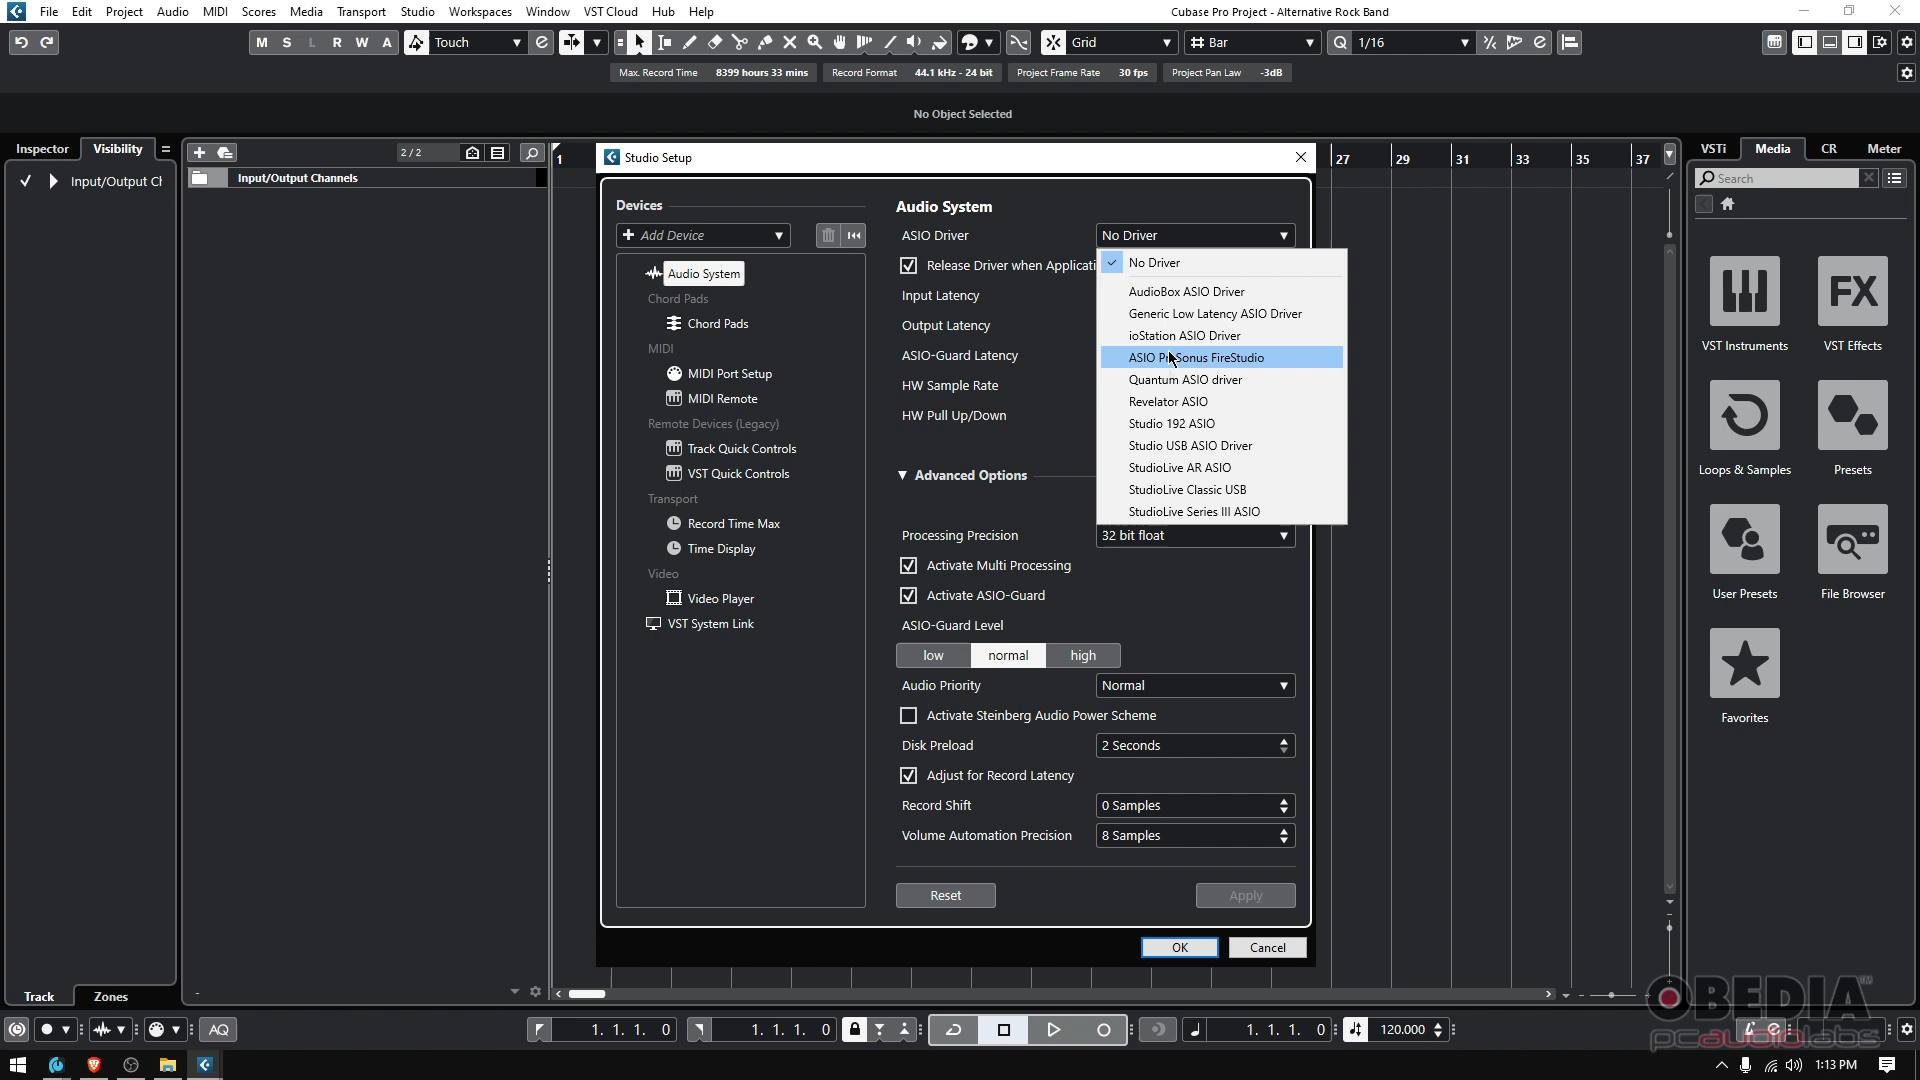 File Edit Project Audio MIDI Scores Media Transport Studio Workspaces Window VST Cloud Hub Help
Cubase Pro Project - Alternative Rock Band
M S L R W A Touch Grid Bar Q 1/16
Max. Record Time 8399 hours 33 mins Record Format 44.1 kHz - 24 bit Project Frame Rate 30 fps Project Pan Law -3dB
No Object Selected
Inspector Visibility
2 / 2
1 27 29 31 33 35 37
VSTi Media CR Meter
Input/Output Ch
Input/Output Channels
Search
Studio Setup
Devices
Add Device
Audio System
Chord Pads
Chord Pads
MIDI
MIDI Port Setup
MIDI Remote
Remote Devices (Legacy)
Track Quick Controls
VST Quick Controls
Transport
Record Time Max
Time Display
Video
Video Player
VST System Link
Audio System
ASIO Driver No Driver
Release Driver when Applicati
Input Latency
Output Latency
ASIO-Guard Latency
HW Sample Rate
HW Pull Up/Down
No Driver
AudioBox ASIO Driver
Generic Low Latency ASIO Driver
ioStation ASIO Driver
ASIO PreSonus FireStudio
Quantum ASIO driver
Revelator ASIO
Studio 192 ASIO
Studio USB ASIO Driver
StudioLive AR ASIO
StudioLive Classic USB
StudioLive Series III ASIO
Advanced Options
Processing Precision 32 bit float
Activate Multi Processing
Activate ASIO-Guard
ASIO-Guard Level
low normal high
Audio Priority Normal
Activate Steinberg Audio Power Scheme
Disk Preload 2 Seconds
Adjust for Record Latency
Record Shift 0 Samples
Volume Automation Precision 8 Samples
Reset Apply
OK Cancel
FX
VST Instruments VST Effects
Loops & Samples Presets
User Presets File Browser
Favorites
Track Zones
AQ
1. 1. 1. 0 1. 1. 1. 0 1. 1. 1. 0 120.000
OBEDIA™
pcaudiolabs
1:13 PM